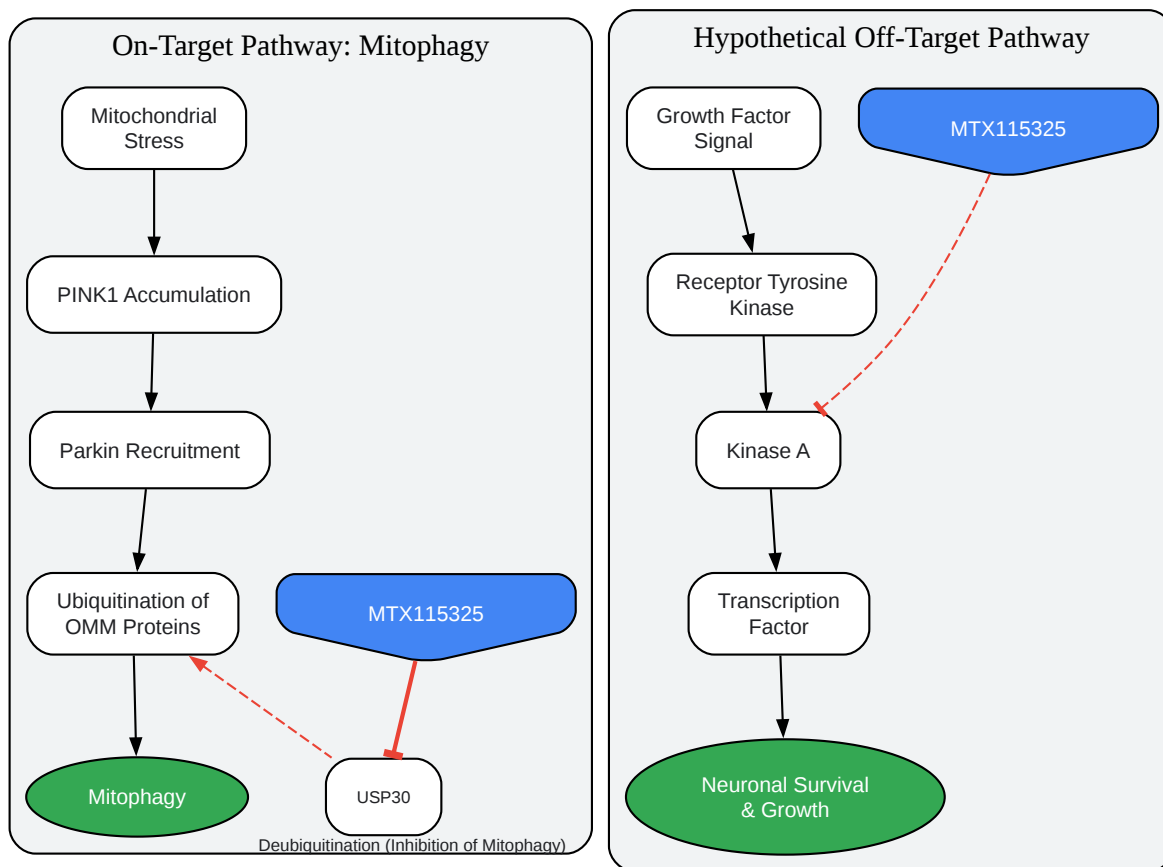 On-Target Pathway: Mitophagy
Mitochondrial
Stress
PINK1 Accumulation
Parkin Recruitment
Ubiquitination of
OMM Proteins
MTX115325
Mitophagy
USP30
Deubiquitination (Inhibition of Mitophagy)
Hypothetical Off-Target Pathway
Growth Factor
Signal
MTX115325
Receptor Tyrosine
Kinase
Kinase A
Transcription
Factor
Neuronal Survival
& Growth